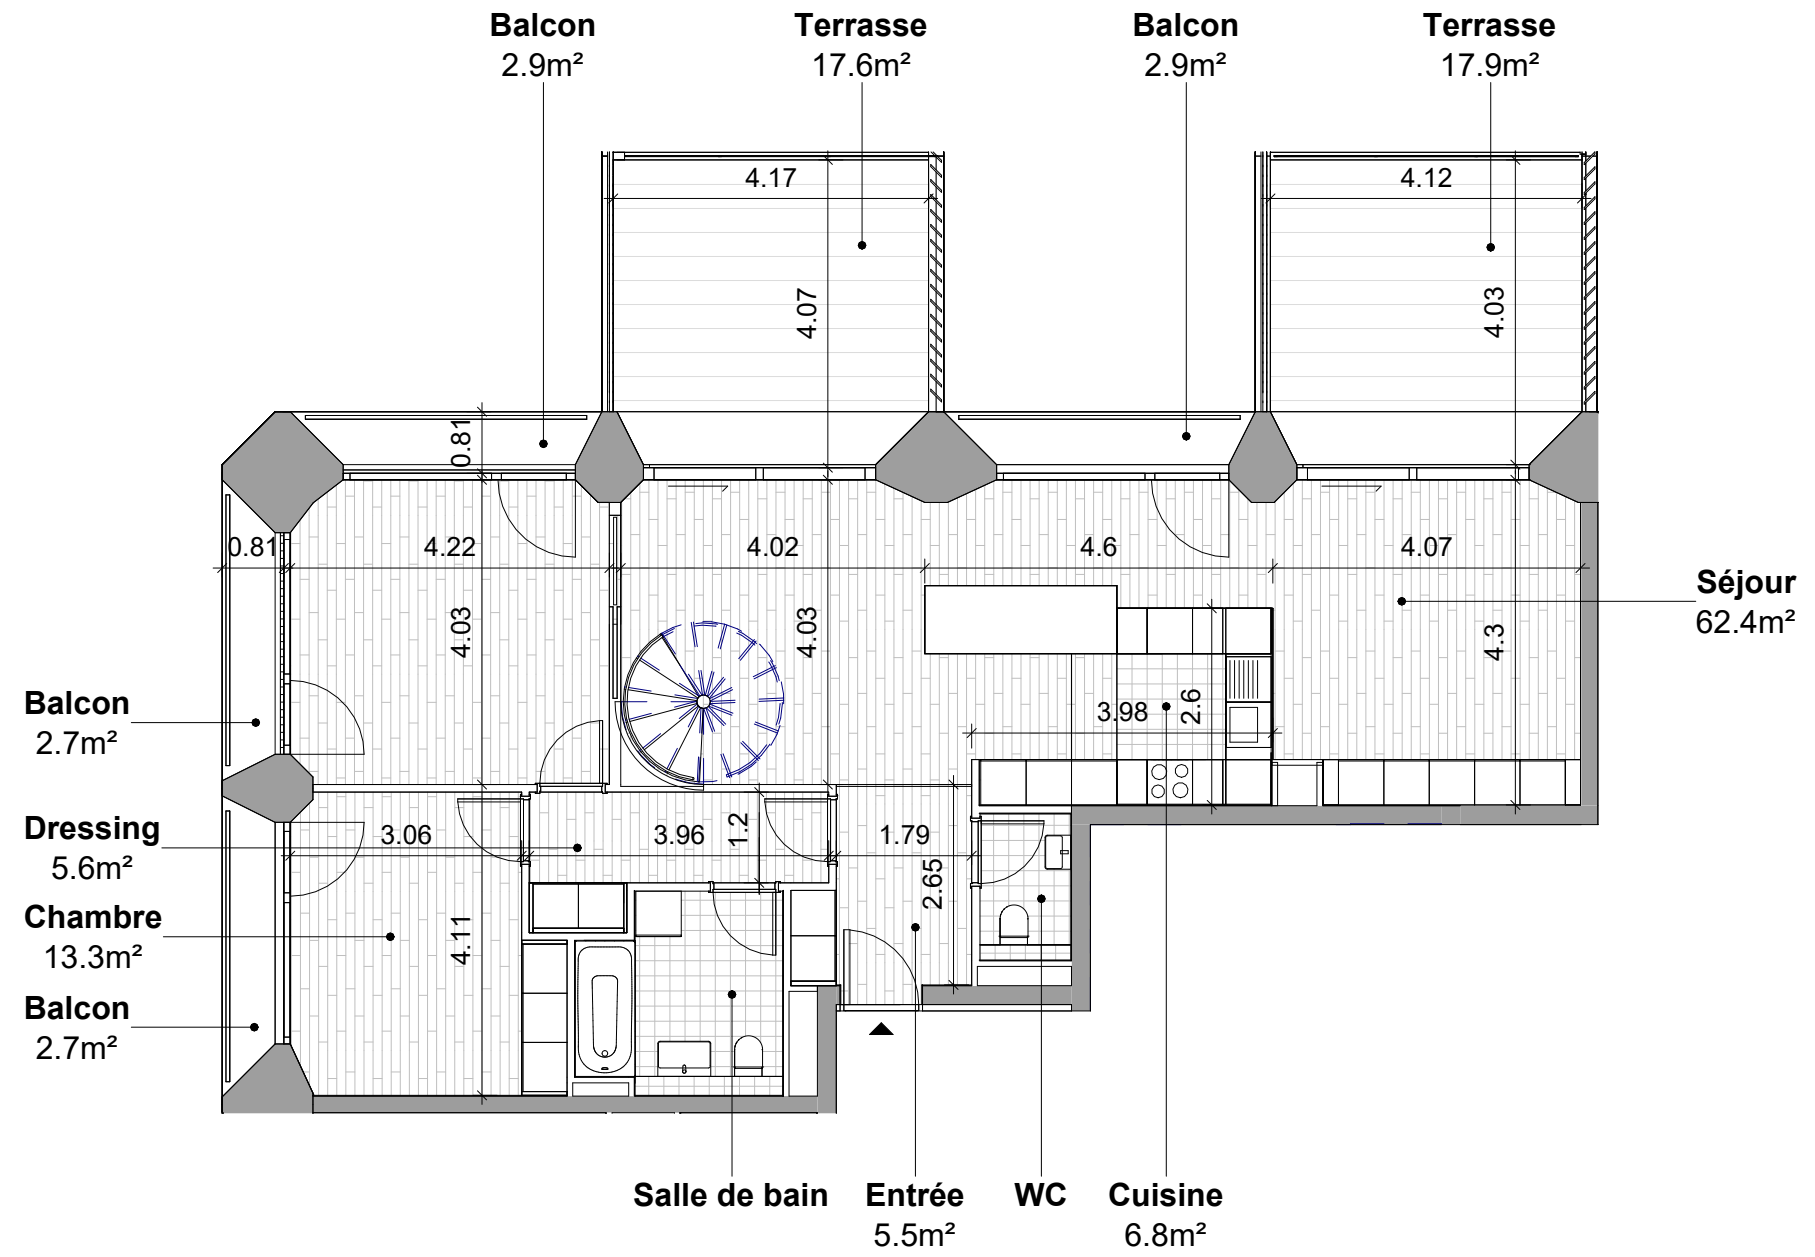 Balcon
2.9m²
Terrasse
17.6m²
Balcon
2.9m²
Terrasse
17.9m²
4.17
4.12
4.07
4.03
0.81
0.81
4.22
4.02
4.6
4.07
Séjour
62.4m²
4.03
4.03
4.3
Balcon
2.7m²
3.98
2.6
Dressing
5.6m²
3.06
3.96
1.2
1.79
2.65
Chambre
13.3m²
4.11
Balcon
2.7m²
Salle de bain
Entrée
5.5m²
WC
Cuisine
6.8m²